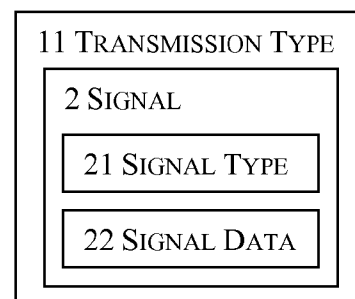 11 TRANSMISSION TYPE
2 SIGNAL
21 SIGNAL TYPE
22 SIGNAL DATA